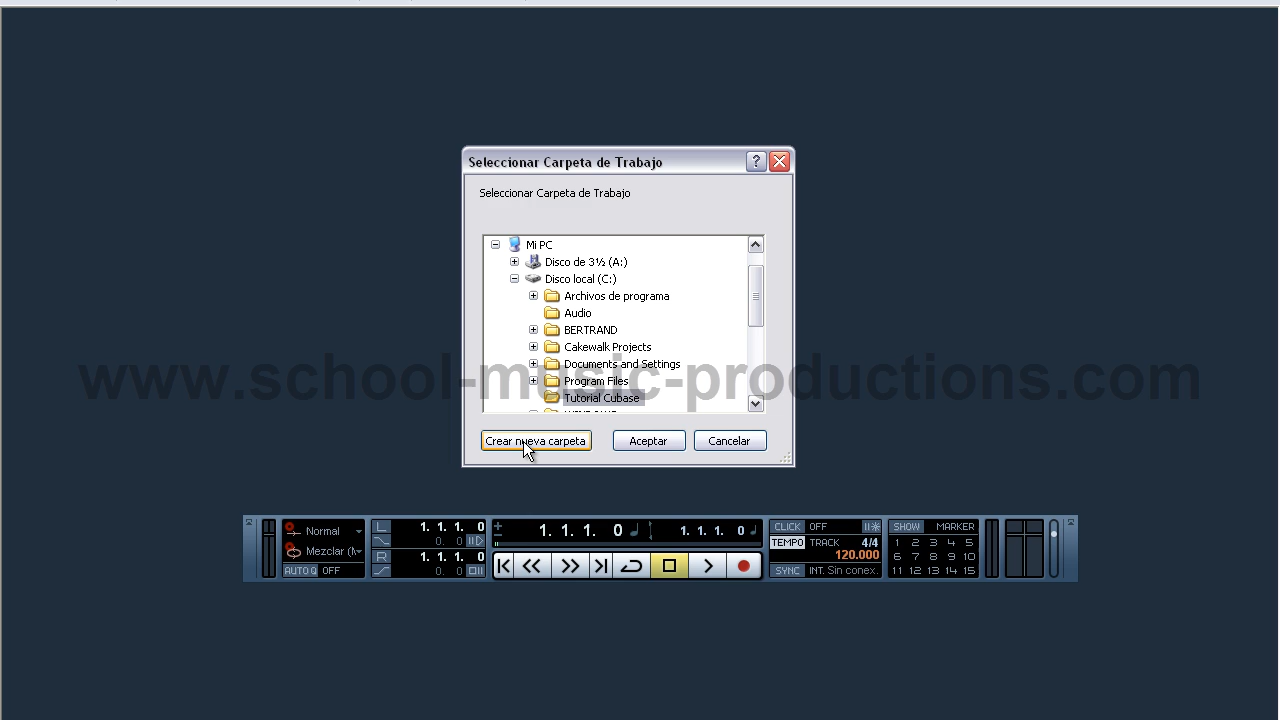 Seleccionar Carpeta de Trabajo
Seleccionar Carpeta de Trabajo
Mi PC
Disco de 3½ (A:)
Disco local (C:)
Archivos de programa
Audio
BERTRAND
Cakewalk Projects
Documents and Settings
Program Files
Tutorial Cubase
www.school-music-productions.com
Crear nueva carpeta Aceptar Cancelar
Normal
Mezclar (M
AUTO Q OFF
L 1. 1. 1. 0
0. 0
R 1. 1. 1. 0
0. 0
1. 1. 1. 0
1. 1. 1. 0
CLICK OFF
TEMPO TRACK 4/4
120.000
SYNC INT. Sin conex.
SHOW MARKER
1 2 3 4 5
6 7 8 9 10
11 12 13 14 15